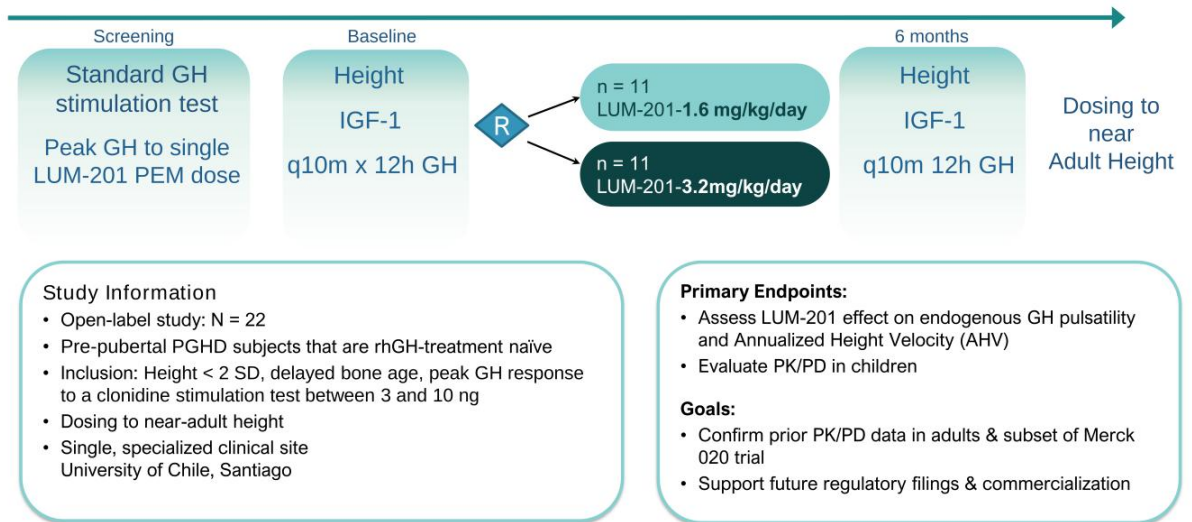 Screening
Standard GH
stimulation test
Peak GH to single
LUM-201 PEM dose
Baseline
Height
IGF-1
q10m x 12h GH
R
n = 11
LUM-201-1.6 mg/kg/day
n = 11
LUM-201-3.2mg/kg/day
6 months
Height
IGF-1
q10m 12h GH
Dosing to
near
Adult Height
Study Information
• Open-label study: N = 22
• Pre-pubertal PGHD subjects that are rhGH-treatment naïve
• Inclusion: Height < 2 SD, delayed bone age, peak GH response
to a clonidine stimulation test between 3 and 10 ng
• Dosing to near-adult height
• Single, specialized clinical site
University of Chile, Santiago
Primary Endpoints:
• Assess LUM-201 effect on endogenous GH pulsatility
and Annualized Height Velocity (AHV)
• Evaluate PK/PD in children
Goals:
• Confirm prior PK/PD data in adults & subset of Merck
020 trial
• Support future regulatory filings & commercialization